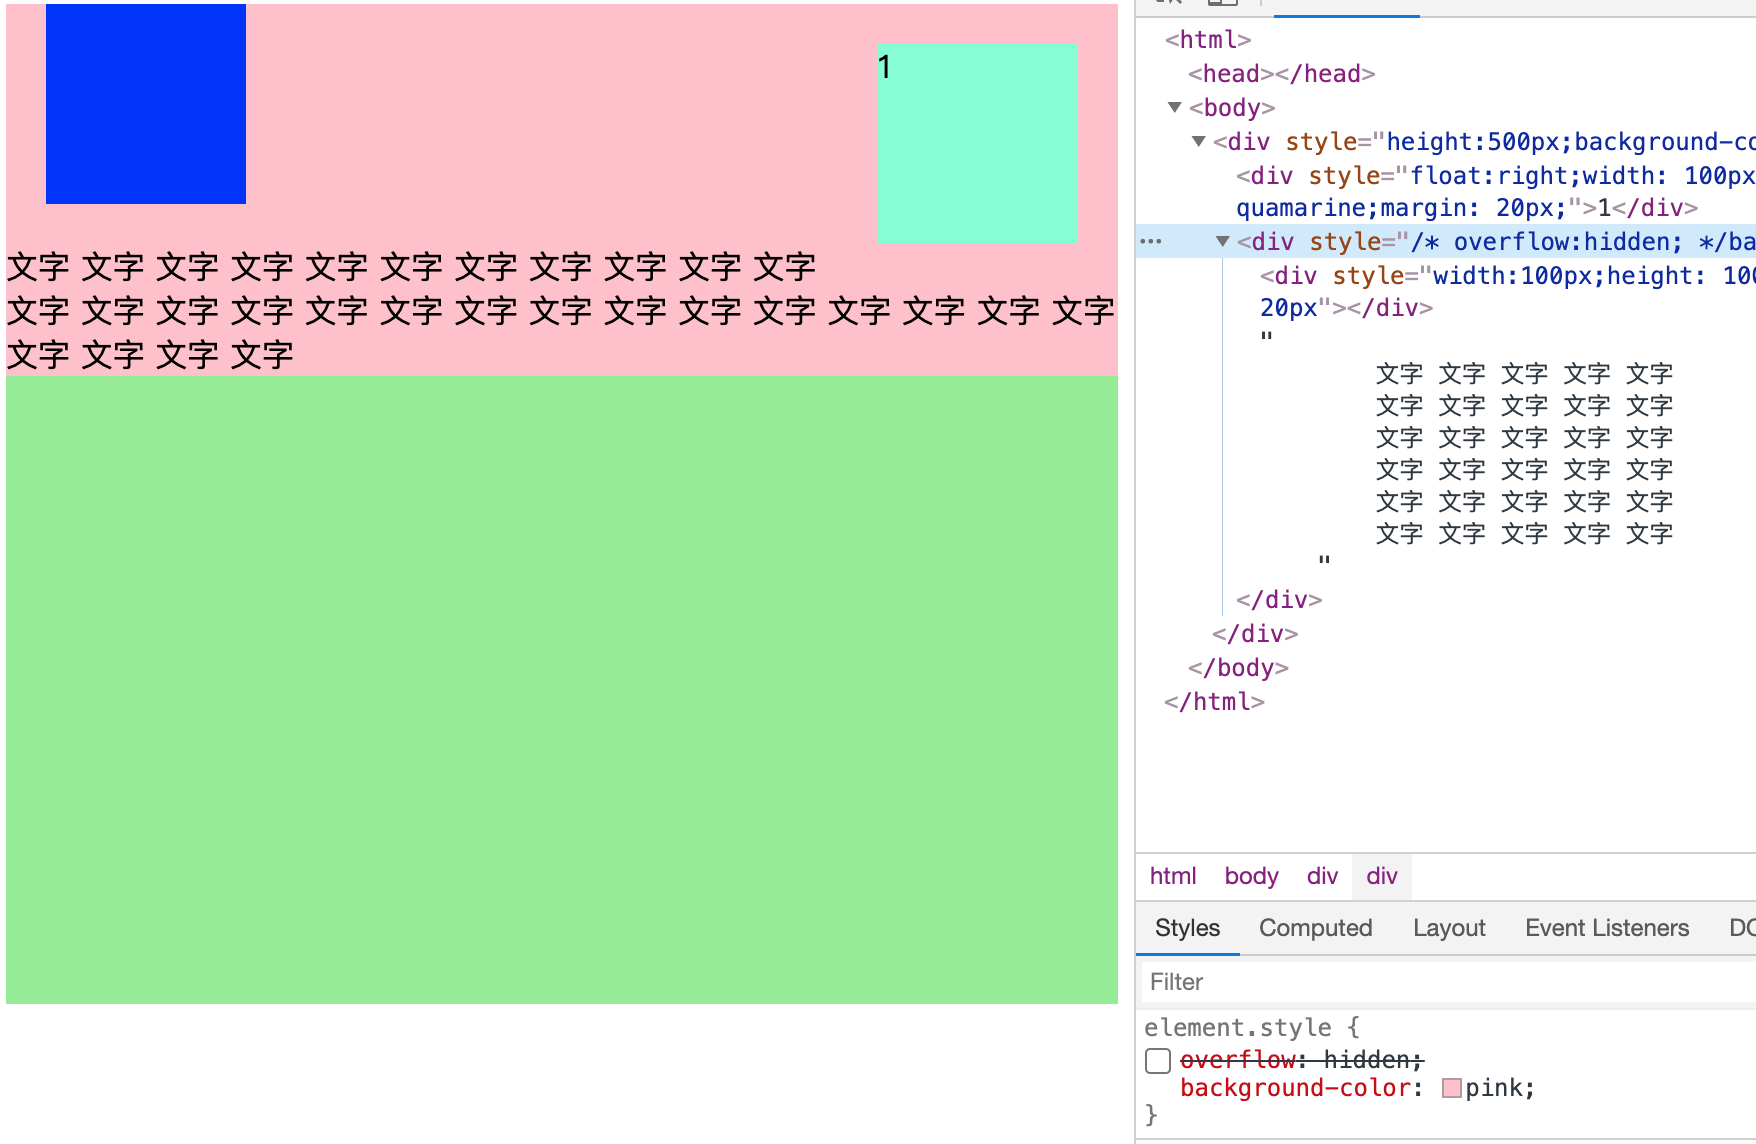 1
文字 文字 文字 文字 文字 文字 文字 文字 文字 文字 文字
文字 文字 文字 文字 文字 文字 文字 文字 文字 文字 文字 文字 文字 文字 文字
文字 文字 文字 文字
<html>
<head></head>
<body>
<div style="height:500px;background-co
<div style="float:right;width: 100px
quamarine;margin: 20px;">1</div>
<div style="/* overflow:hidden; */ba
<div style="width:100px;height: 100
20px"></div>
"
文字 文字 文字 文字 文字
文字 文字 文字 文字 文字
文字 文字 文字 文字 文字
文字 文字 文字 文字 文字
文字 文字 文字 文字 文字
文字 文字 文字 文字 文字
"
</div>
</div>
</body>
</html>
html body div div
Styles Computed Layout Event Listeners DO
Filter
element.style {
overflow: hidden;
background-color: pink;
}